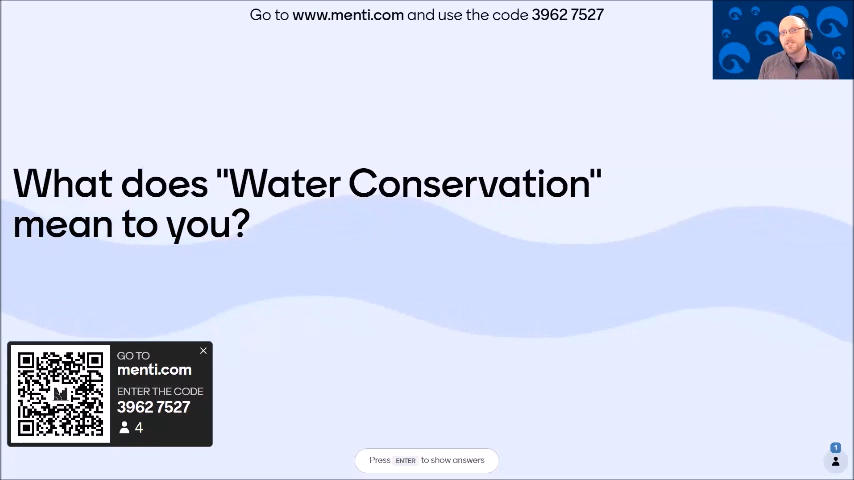 Go to www.menti.com and use the code 3962 7527
What does "Water Conservation"
mean to you?
GO TO
menti.com
ENTER THE CODE
3962 7527
4
Press ENTER to show answers
1